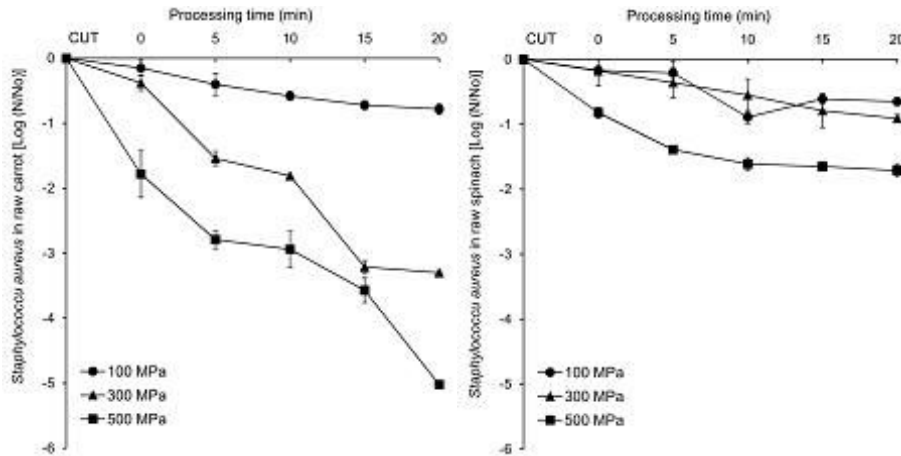 Processing time (min)
CUT 0 5 10 15 20
0
-1
-2
-3
-4
-5
-6
Staphylococcu aureus in raw carrot [Log (N/No)]
100 MPa
300 MPa
500 MPa
Processing time (min)
CUT 0 5 10 15 20
0
-1
-2
-3
-4
-5
-6
Staphylococcu aureus in raw spinach [Log (N/No)]
100 MPa
300 MPa
500 MPa